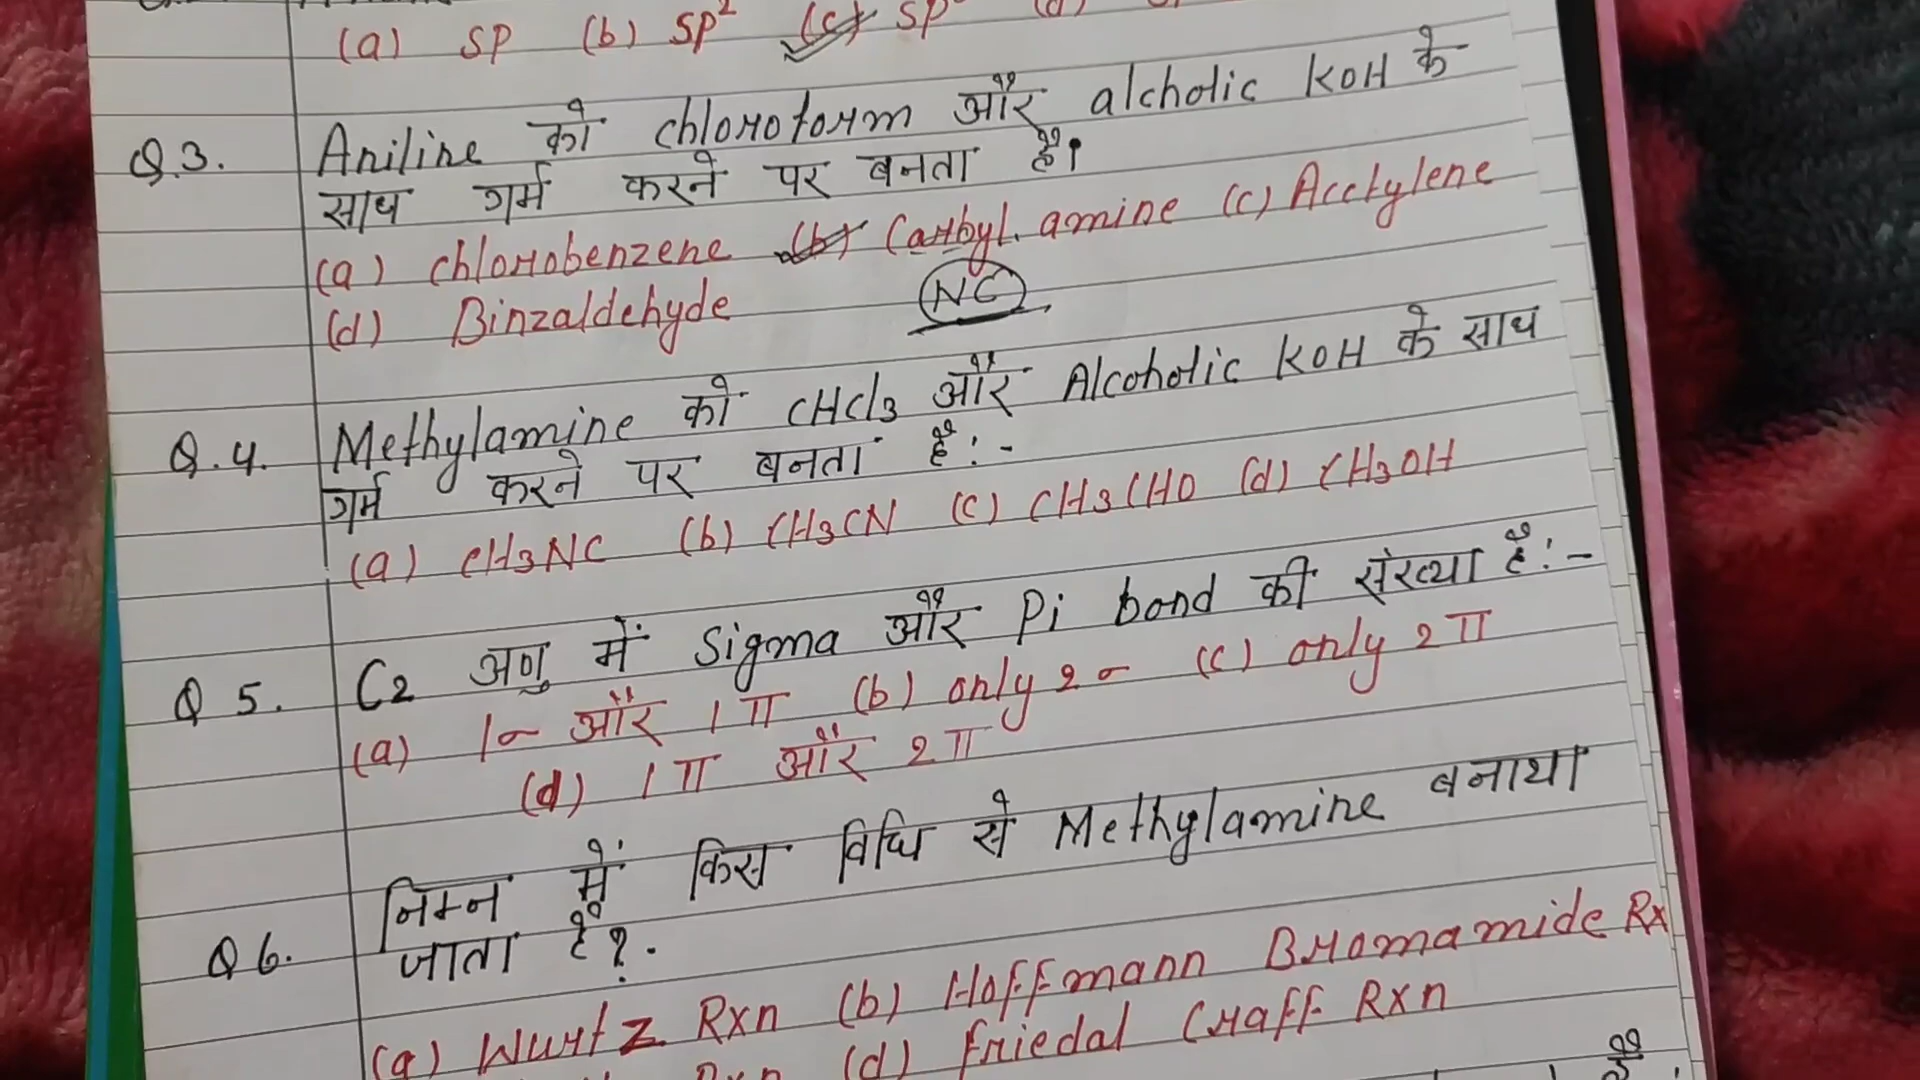 (a) SP (b) SP² (c) SP
Q.3. Aniline को chloroform और alcholic KOH के
साथ गर्म करने पर बनता है।
(a) chlorobenzene (b) Carbyl amine (c) Acetylene
(d) Binzaldehyde
NC
Q.4. Methylamine को CHCl3 और Alcoholic KOH के साथ
गर्म करने पर बनता है:-
(a) CH3NC (b) CH3CN (c) CH3CHO (d) CH3OH
Q 5. C2 अणु में Sigma और Pi bond की संख्या है:-
(a) 1σ और 1π (b) only 2σ (c) only 2π
(d) 1π और 2π
Q 6. निम्न में किस विधि से Methylamine बनाया
जाता है?.
(a) Wurtz Rxn (b) Hoffmann Bromamide Rx
Rxn (d) Friedal Craff Rxn